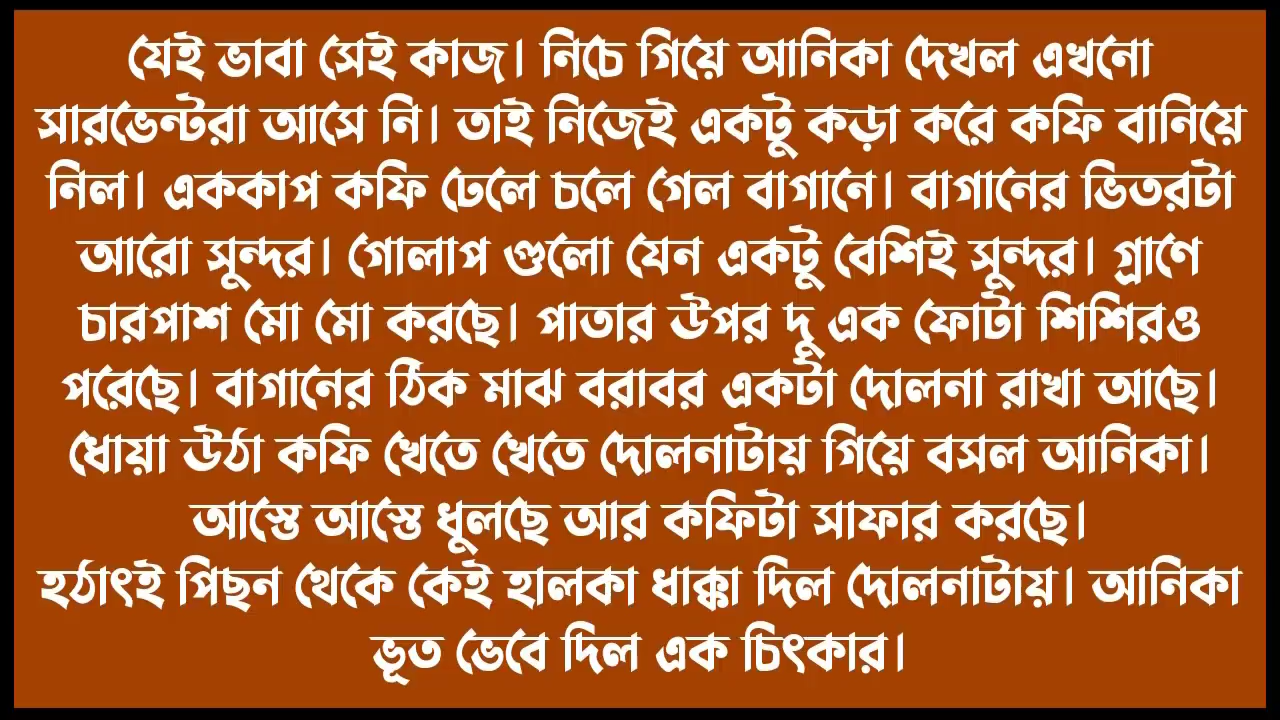 যেই ভাবা সেই কাজ। নিচে গিয়ে আনিকা দেখল এখনো
সারভেন্টরা আসে নি। তাই নিজেই একটু কড়া করে কফি বানিয়ে
নিল। এককাপ কফি ঢেলে চলে গেল বাগানে। বাগানের ভিতরটা
আরো সুন্দর। গোলাপ গুলো যেন একটু বেশিই সুন্দর। গ্রাণে
চারপাশ মো মো করছে। পাতার উপর দু এক ফোটা শিশিরও
পরেছে। বাগানের ঠিক মাঝ বরাবর একটা দোলনা রাখা আছে।
ধোয়া উঠা কফি খেতে খেতে দোলনাটায় গিয়ে বসল আনিকা।
আস্তে আস্তে ধুলছে আর কফিটা সাফার করছে।
হঠাৎই পিছন থেকে কেই হালকা ধাক্কা দিল দোলনাটায়। আনিকা
ভূত ভেবে দিল এক চিৎকার।